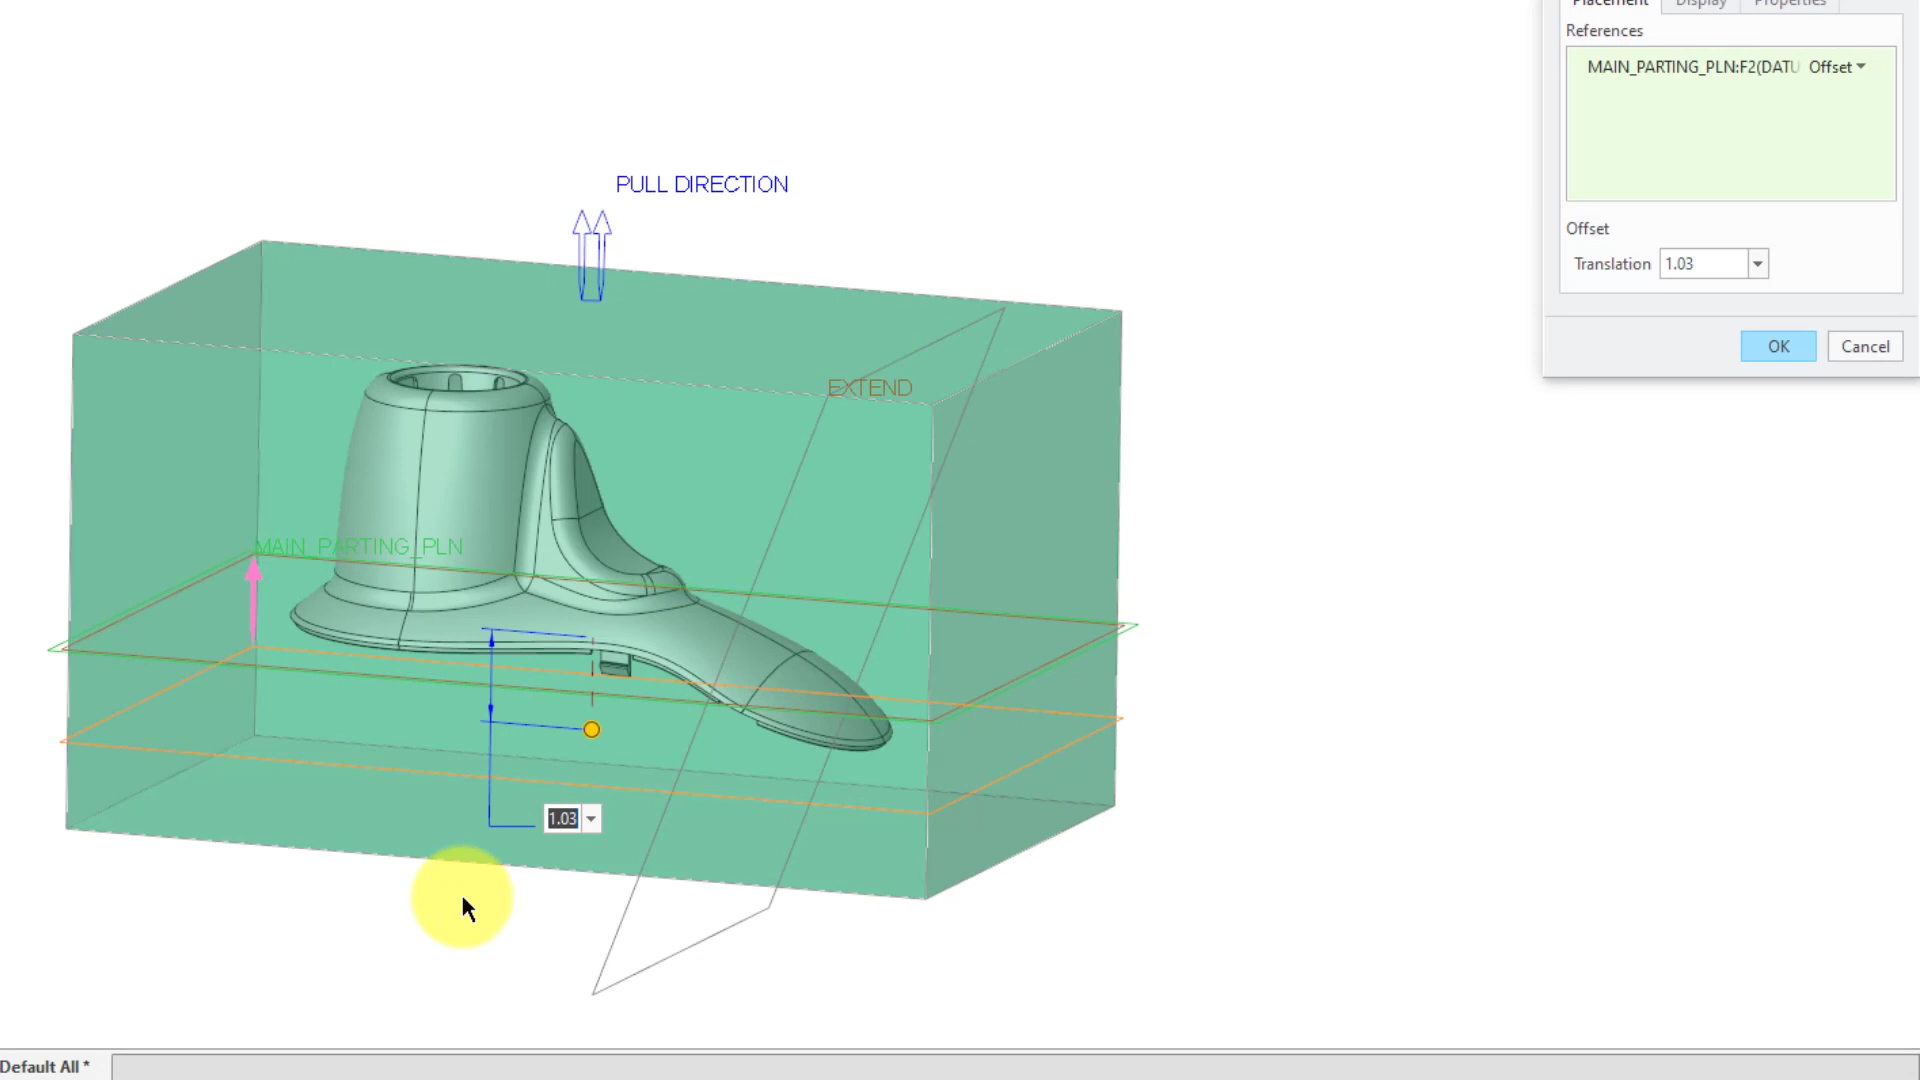 Placement Display Properties
References
MAIN_PARTING_PLN:F2(DATU Offset
Offset
Translation 1.03
OK Cancel
PULL DIRECTION
EXTEND
MAIN_PARTING_PLN
1.03
Default All *